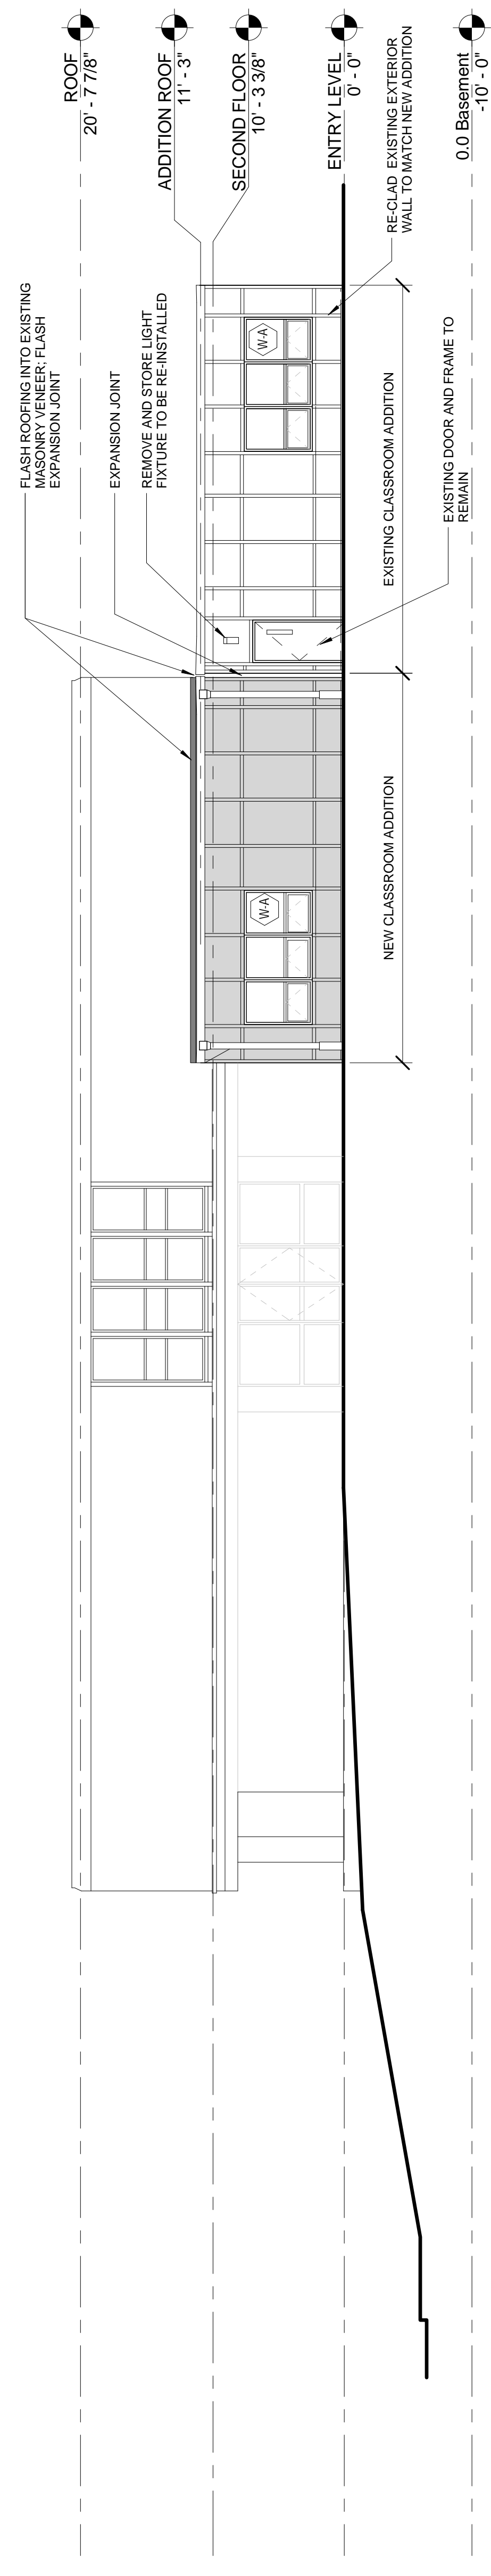 ROOF
20' - 7 7/8"
ADDITION ROOF
11' - 3"
SECOND FLOOR
10' - 3 3/8"
ENTRY LEVEL
0' - 0"
0.0 Basement
-10' - 0"
FLASH ROOFING INTO EXISTING
MASONRY VENEER; FLASH
EXPANSION JOINT
EXPANSION JOINT
REMOVE AND STORE LIGHT
FIXTURE TO BE RE-INSTALLED
RE-CLAD EXISTING EXTERIOR
WALL TO MATCH NEW ADDITION
W-A
EXISTING CLASSROOM ADDITION
EXISTING DOOR AND FRAME TO
REMAIN
NEW CLASSROOM ADDITION
W-A